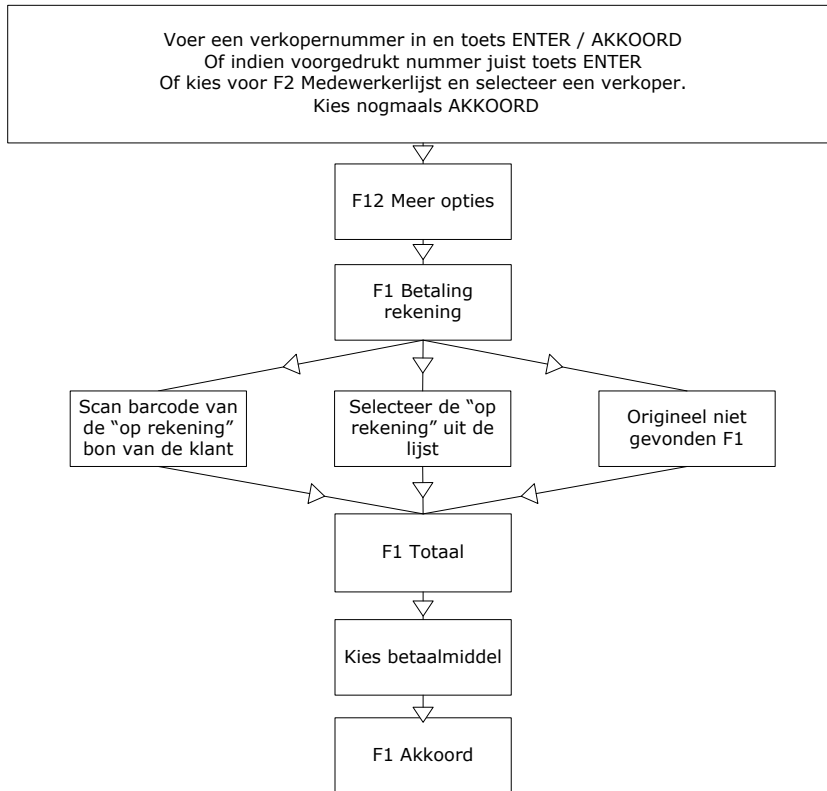 Voer een verkopernummer in en toets ENTER / AKKOORD
Of indien voorgedrukt nummer juist toets ENTER
Of kies voor F2 Medewerkerlijst en selecteer een verkoper.
Kies nogmaals AKKOORD
F12 Meer opties
F1 Betaling
rekening
Scan barcode van
de “op rekening”
bon van de klant
Selecteer de “op
rekening” uit de
lijst
Origineel niet
gevonden F1
F1 Totaal
Kies betaalmiddel
F1 Akkoord